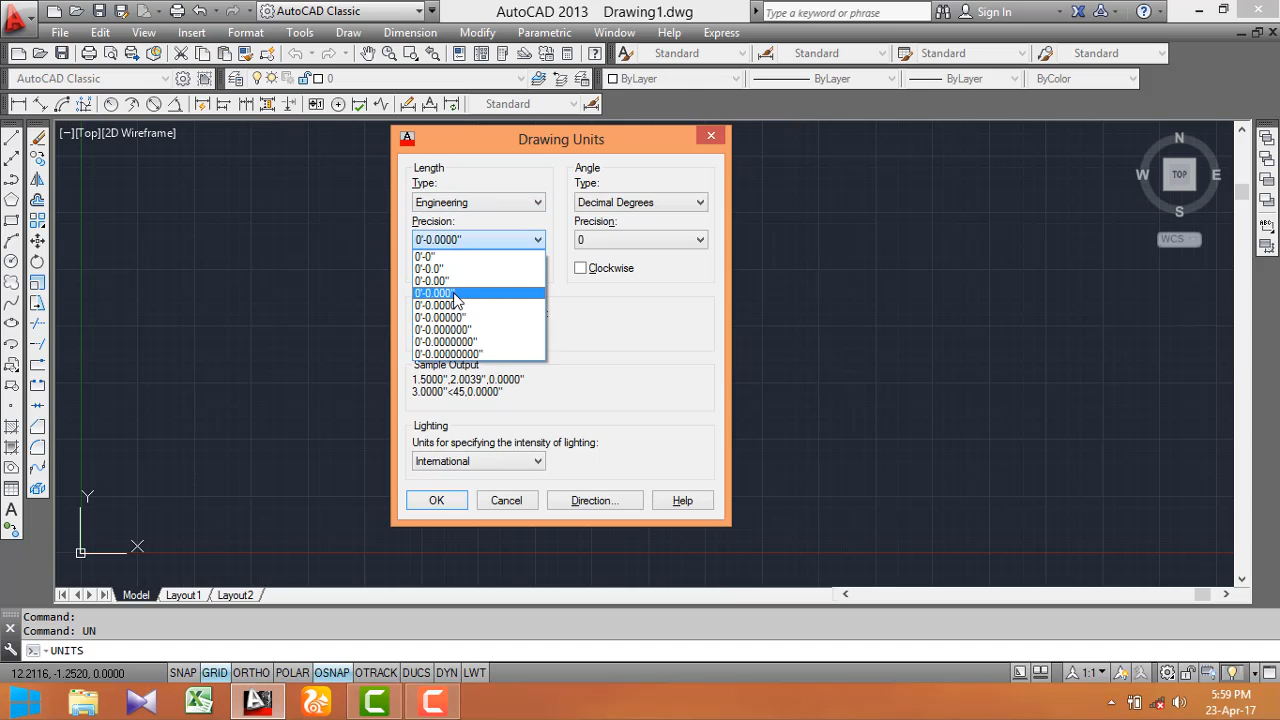 AutoCAD Classic
AutoCAD 2013 Drawing1.dwg
Type a keyword or phrase
Sign In
File Edit View Insert Format Tools Draw Dimension Modify Parametric Window Help Express
Standard Standard Standard Standard
AutoCAD Classic 0 ByLayer ByLayer ByLayer ByColor
Standard
[−][Top][2D Wireframe]
N
W TOP E
S
WCS
Drawing Units
Length
Type:
Engineering
Precision:
0'-0.0000"
0'-0"
0'-0.0"
0'-0.00"
0'-0.000"
0'-0.0000
0'-0.00000"
0'-0.000000"
0'-0.0000000"
0'-0.00000000"
Angle
Type:
Decimal Degrees
Precision:
0
Clockwise
Sample Output
1.5000",2.0039",0.0000"
3.0000"<45,0.0000"
Lighting
Units for specifying the intensity of lighting:
International
OK Cancel Direction... Help
Y
X
Model Layout1 Layout2
Command:
Command: UN
UNITS
12.2116, -1.2520, 0.0000 SNAP GRID ORTHO POLAR OSNAP OTRACK DUCS DYN LWT 1:1
5:59 PM
23-Apr-17